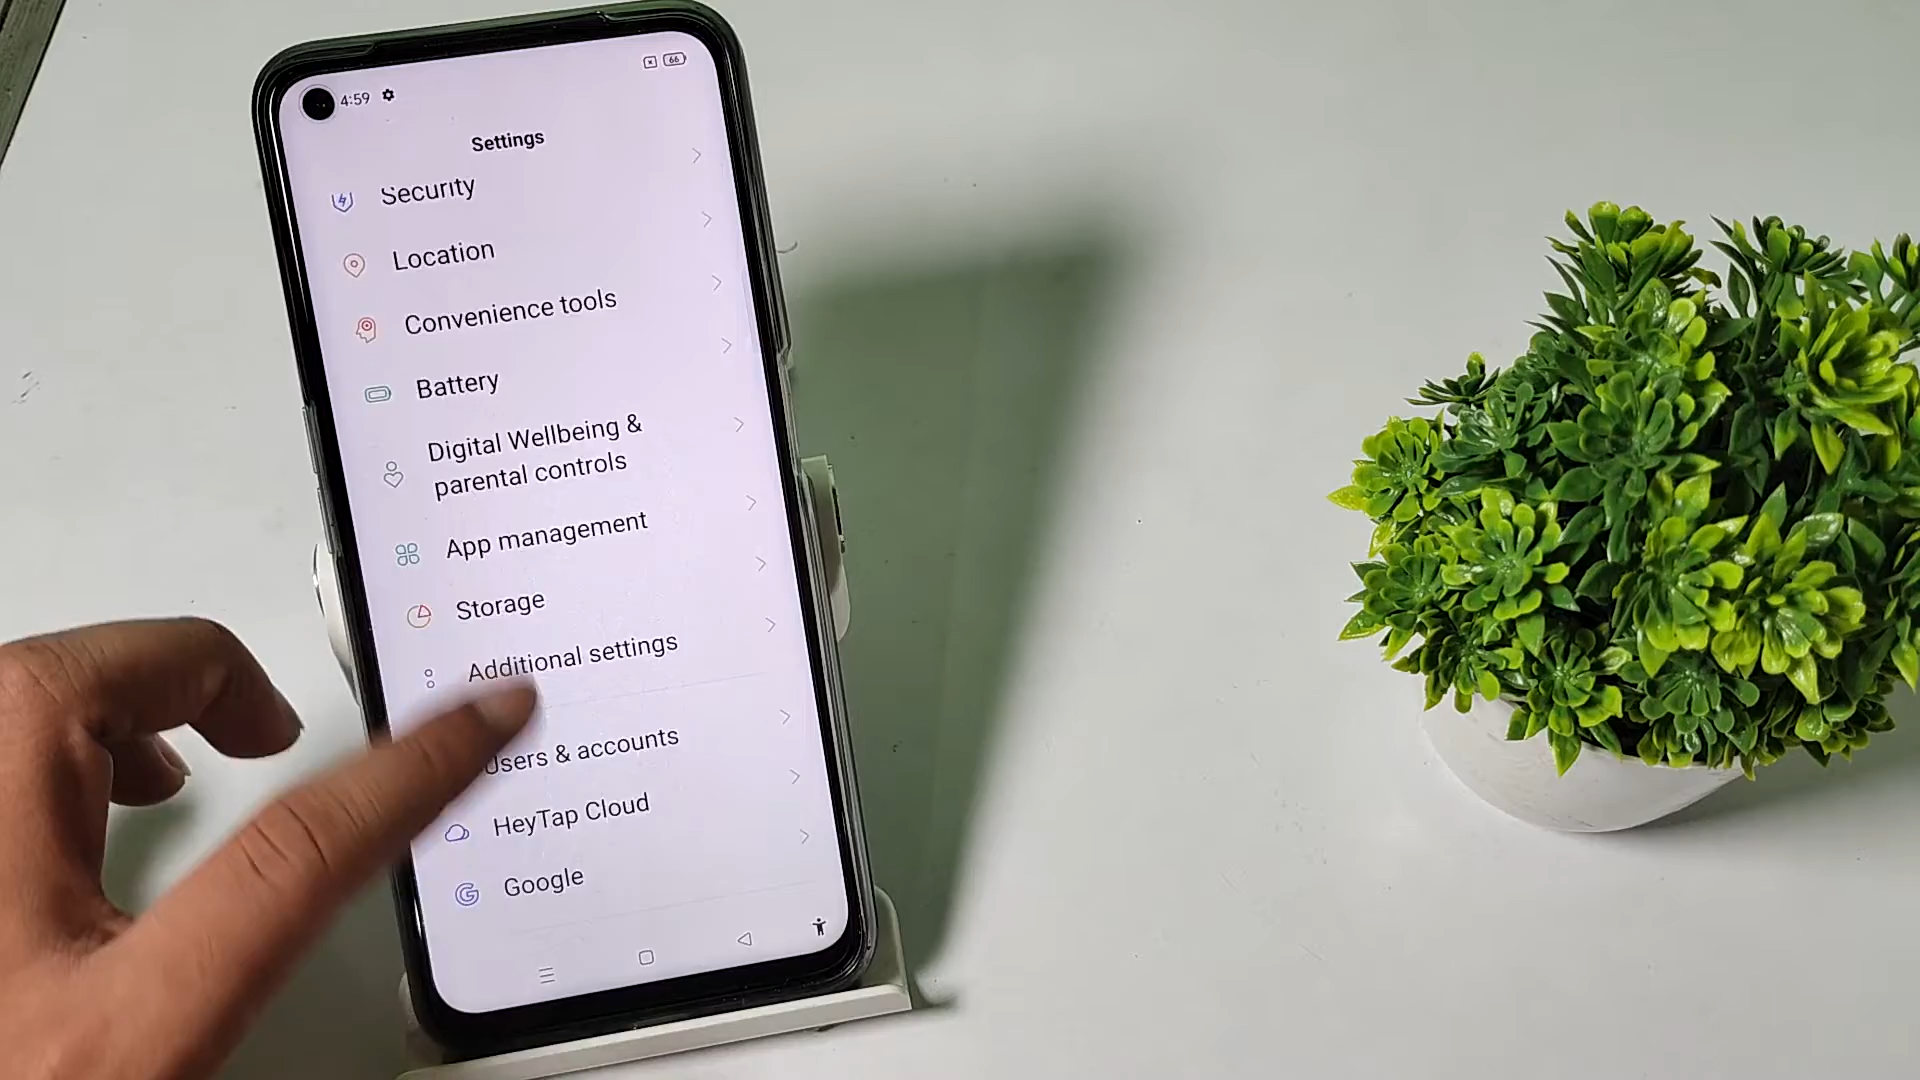 4:59
66
Settings
Security
Location
Convenience tools
Battery
Digital Wellbeing &
parental controls
App management
Storage
Additional settings
Users & accounts
HeyTap Cloud
Google